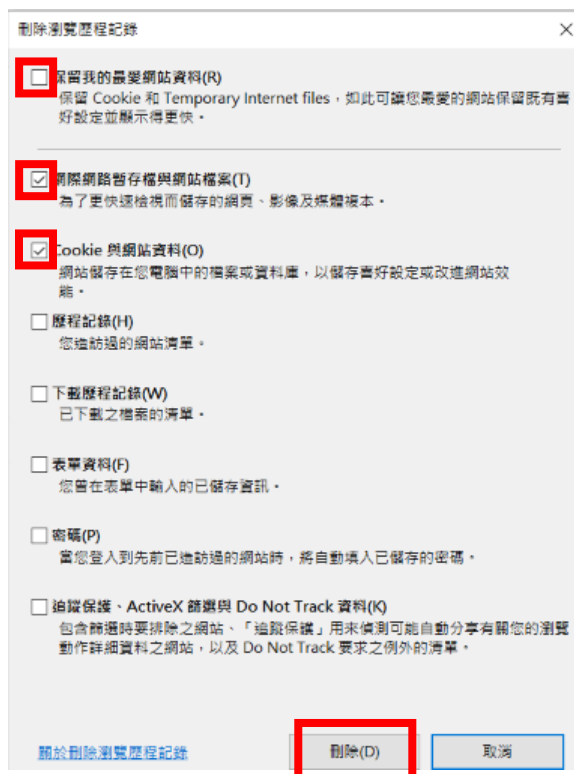 刪除瀏覽歷程記錄
保留我的最愛網站資料(R)
保留 Cookie 和 Temporary Internet files，如此可讓您最愛的網站保留既有喜
好設定並顯示得更快。
網際網路暫存檔與網站檔案(T)
為了更快速檢視而儲存的網頁、影像及媒體複本。
Cookie 與網站資料(O)
網站儲存在您電腦中的檔案或資料庫，以儲存喜好設定或改進網站效
能。
歷程記錄(H)
您造訪過的網站清單。
下載歷程記錄(W)
已下載之檔案的清單。
表單資料(F)
您曾在表單中輸入的已儲存資訊。
密碼(P)
當您登入到先前已造訪過的網站時，將自動填入已儲存的密碼。
追蹤保護、ActiveX 篩選與 Do Not Track 資料(K)
包含篩選時要排除之網站、「追蹤保護」用來偵測可能自動分享有關您的瀏覽
動作詳細資料之網站，以及 Do Not Track 要求之例外的清單。
關於刪除瀏覽歷程記錄
刪除(D)
取消